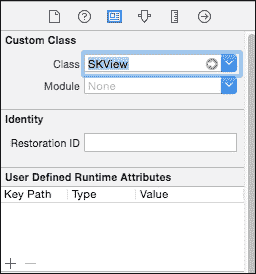 Custom Class
Class SKView
Module None
Identity
Restoration ID
User Defined Runtime Attributes
Key Path Type Value